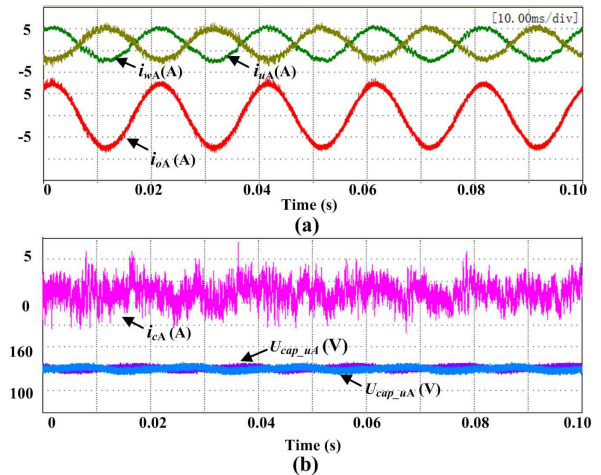 (a)
[10.00ms/div]
5
-5
i_wA(A)
i_uA(A)
5
-5
i_oA(A)
0 0.02 0.04 0.06 0.08 0.10
Time (s)
(a)
5
0
i_cA(A)
160
U_cap_uA (V)
100
U_cap_uA (V)
0 0.02 0.04 0.06 0.08 0.10
Time (s)
(b)